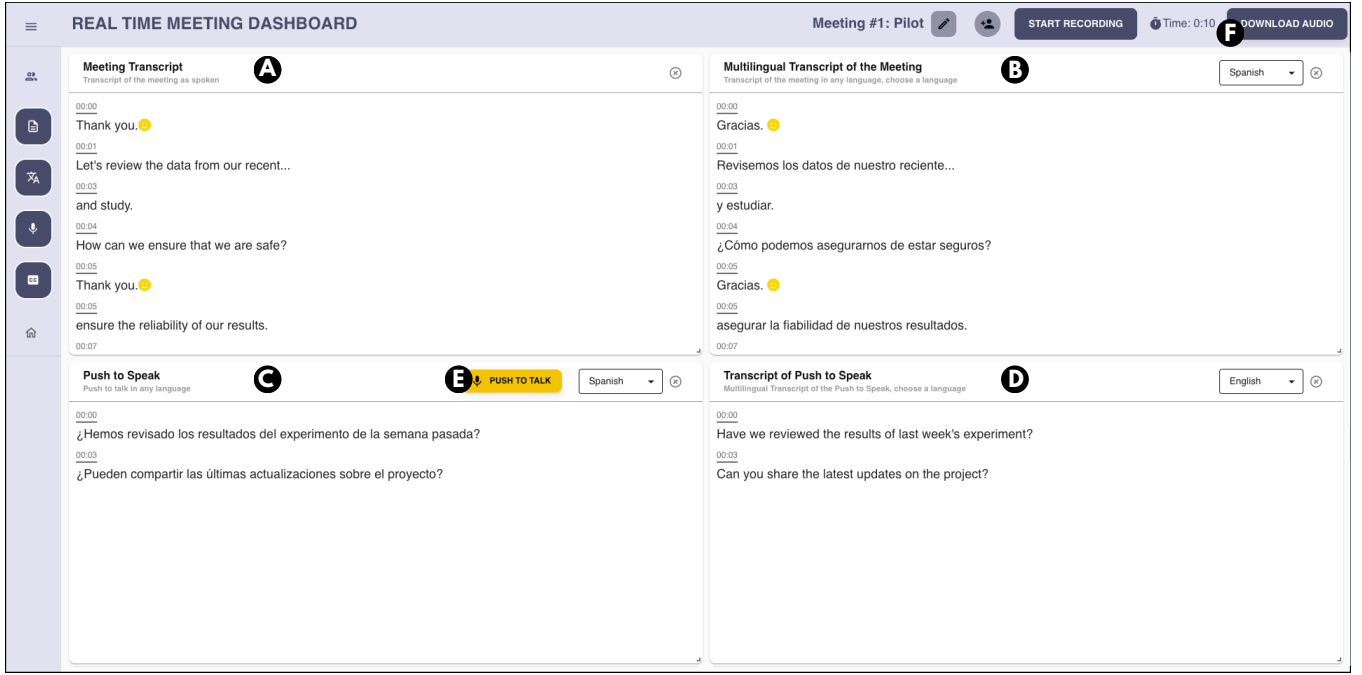 REAL TIME MEETING DASHBOARD
Meeting #1: Pilot
START RECORDING
Time: 0:10
F
DOWNLOAD AUDIO
Meeting Transcript
Transcript of the meeting as spoken
A
00:00
Thank you.
00:01
Let's review the data from our recent...
00:03
and study.
00:04
How can we ensure that we are safe?
00:05
Thank you.
00:05
ensure the reliability of our results.
00:07
Multilingual Transcript of the Meeting
Transcript of the meeting in any language, choose a language
B
Spanish
00:00
Gracias.
00:01
Revisemos los datos de nuestro reciente...
00:03
y estudiar.
00:04
¿Cómo podemos asegurarnos de estar seguros?
00:05
Gracias.
00:05
asegurar la fiabilidad de nuestros resultados.
00:07
Push to Speak
Push to talk in any language
C
E
PUSH TO TALK
Spanish
00:00
¿Hemos revisado los resultados del experimento de la semana pasada?
00:03
¿Pueden compartir las últimas actualizaciones sobre el proyecto?
Transcript of Push to Speak
Multilingual Transcript of the Push to Speak, choose a language
D
English
00:00
Have we reviewed the results of last week's experiment?
00:03
Can you share the latest updates on the project?